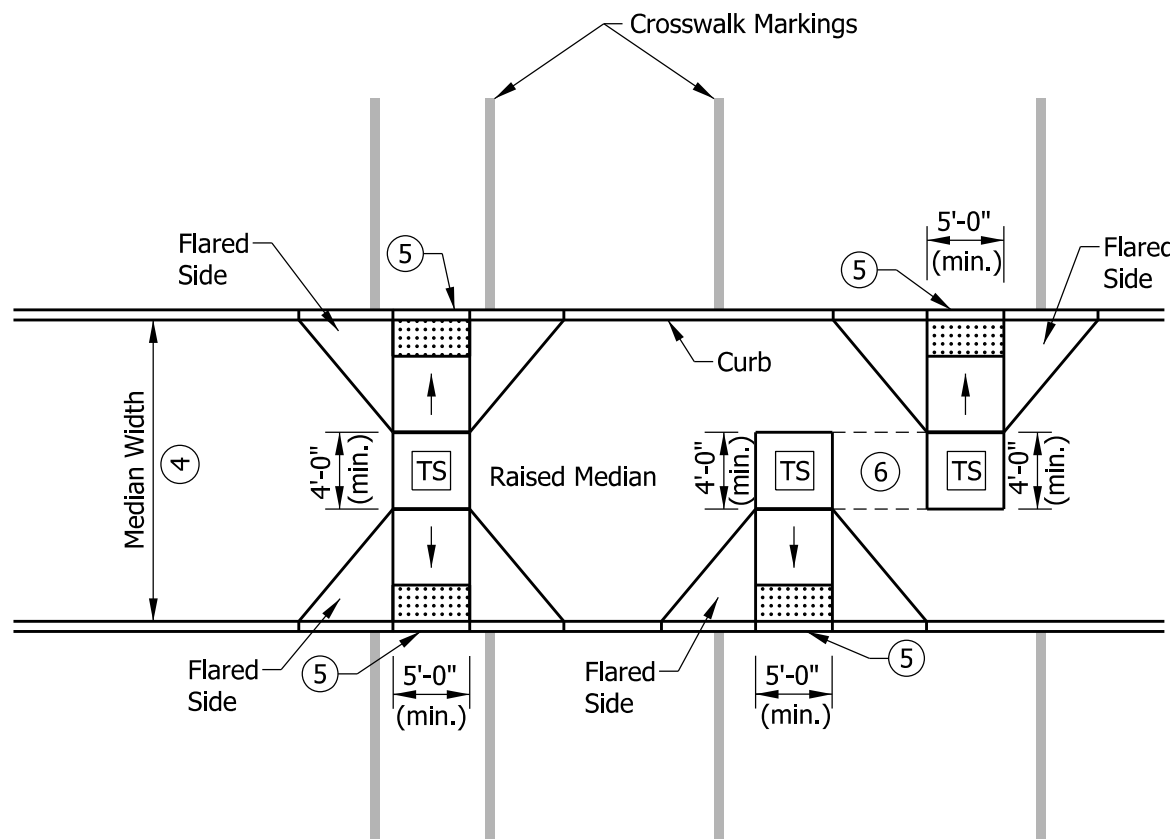 Crosswalk Markings
5'-0"
(min.)
Flared
Side
5
5
Flared
Side
Curb
Median Width
4
4'-0"
(min.)
TS
Raised Median
4'-0"
(min.)
TS
6
TS
4'-0"
(min.)
Flared
Side
5
5'-0"
(min.)
Flared
Side
5'-0"
(min.)
5